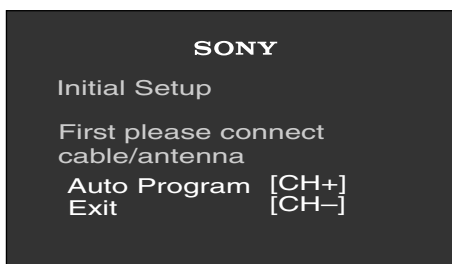 SONY
Initial Setup
First please connect
cable/antenna
Auto Program [CH+]
Exit [CH–]